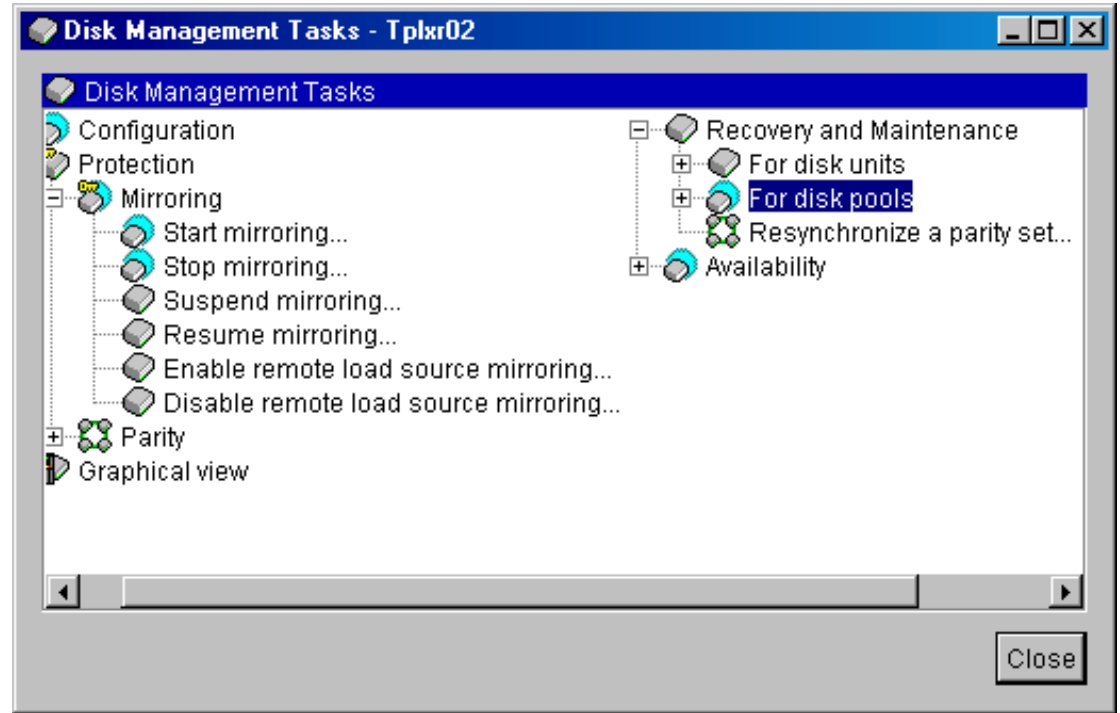 Disk Management Tasks - Tplxr02
Disk Management Tasks
Configuration
Protection
Mirroring
Start mirroring...
Stop mirroring...
Suspend mirroring...
Resume mirroring...
Enable remote load source mirroring...
Disable remote load source mirroring...
Parity
Graphical view
Recovery and Maintenance
For disk units
For disk pools
Resynchronize a parity set...
Availability
Close